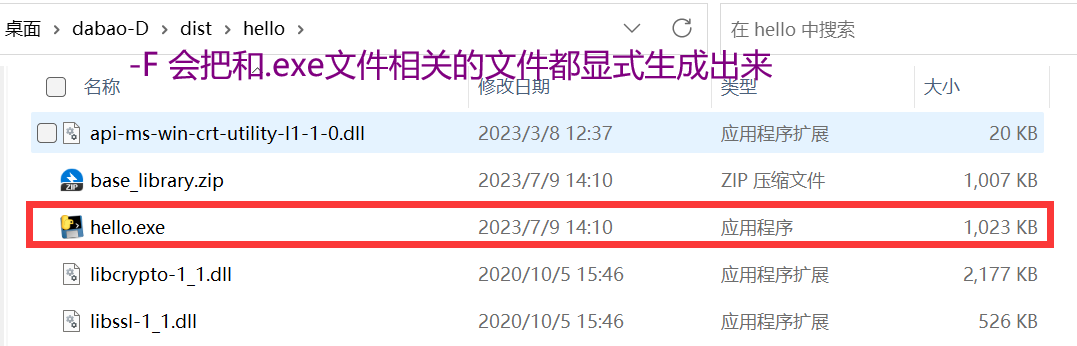 桌面 › dabao-D › dist › hello ›
在 hello 中搜索
-F 会把和.exe文件相关的文件都显式生成出来
名称 修改日期 类型 大小
api-ms-win-crt-utility-l1-1-0.dll 2023/3/8 12:37 应用程序扩展 20 KB
base_library.zip 2023/7/9 14:10 ZIP 压缩文件 1,007 KB
hello.exe 2023/7/9 14:10 应用程序 1,023 KB
libcrypto-1_1.dll 2020/10/5 15:46 应用程序扩展 2,177 KB
libssl-1_1.dll 2020/10/5 15:46 应用程序扩展 526 KB